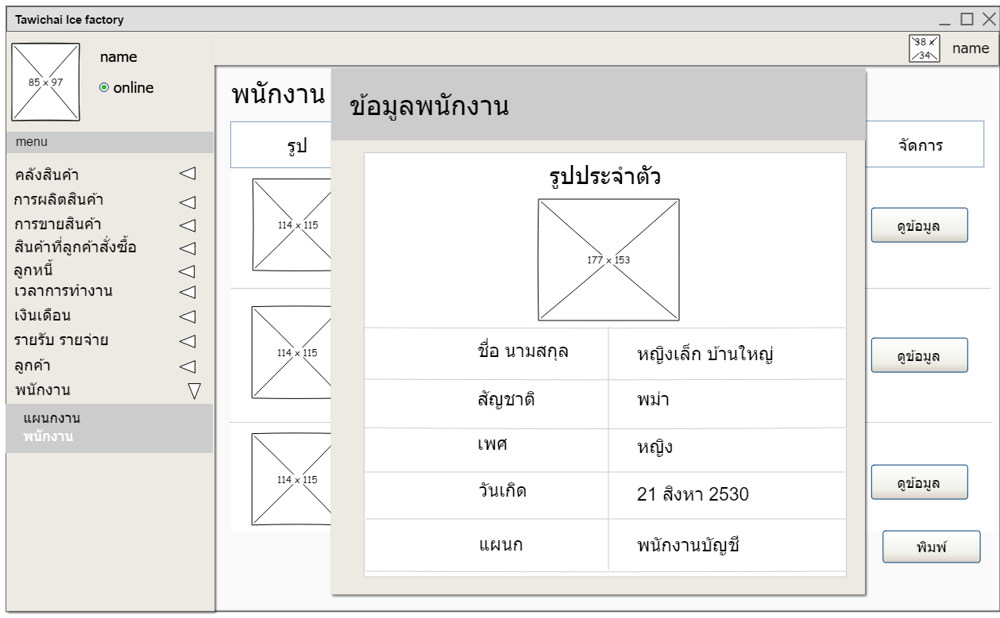 Tawichai Ice factory
85 x 97
name
online
38 x 34
name
menu
คลังสินค้า
การผลิตสินค้า
การขายสินค้า
สินค้าที่ลูกค้าสั่งซื้อ
ลูกหนี้
เวลาการทำงาน
เงินเดือน
รายรับ รายจ่าย
ลูกค้า
พนักงาน
แผนกงาน
พนักงาน
พนักงาน
รูป
จัดการ
114 x 115
ดูข้อมูล
114 x 115
ดูข้อมูล
114 x 115
ดูข้อมูล
พิมพ์
ข้อมูลพนักงาน
รูปประจำตัว
177 x 153
ชื่อ นามสกุล หญิงเล็ก บ้านใหญ่
สัญชาติ พม่า
เพศ หญิง
วันเกิด 21 สิงหา 2530
แผนก พนักงานบัญชี